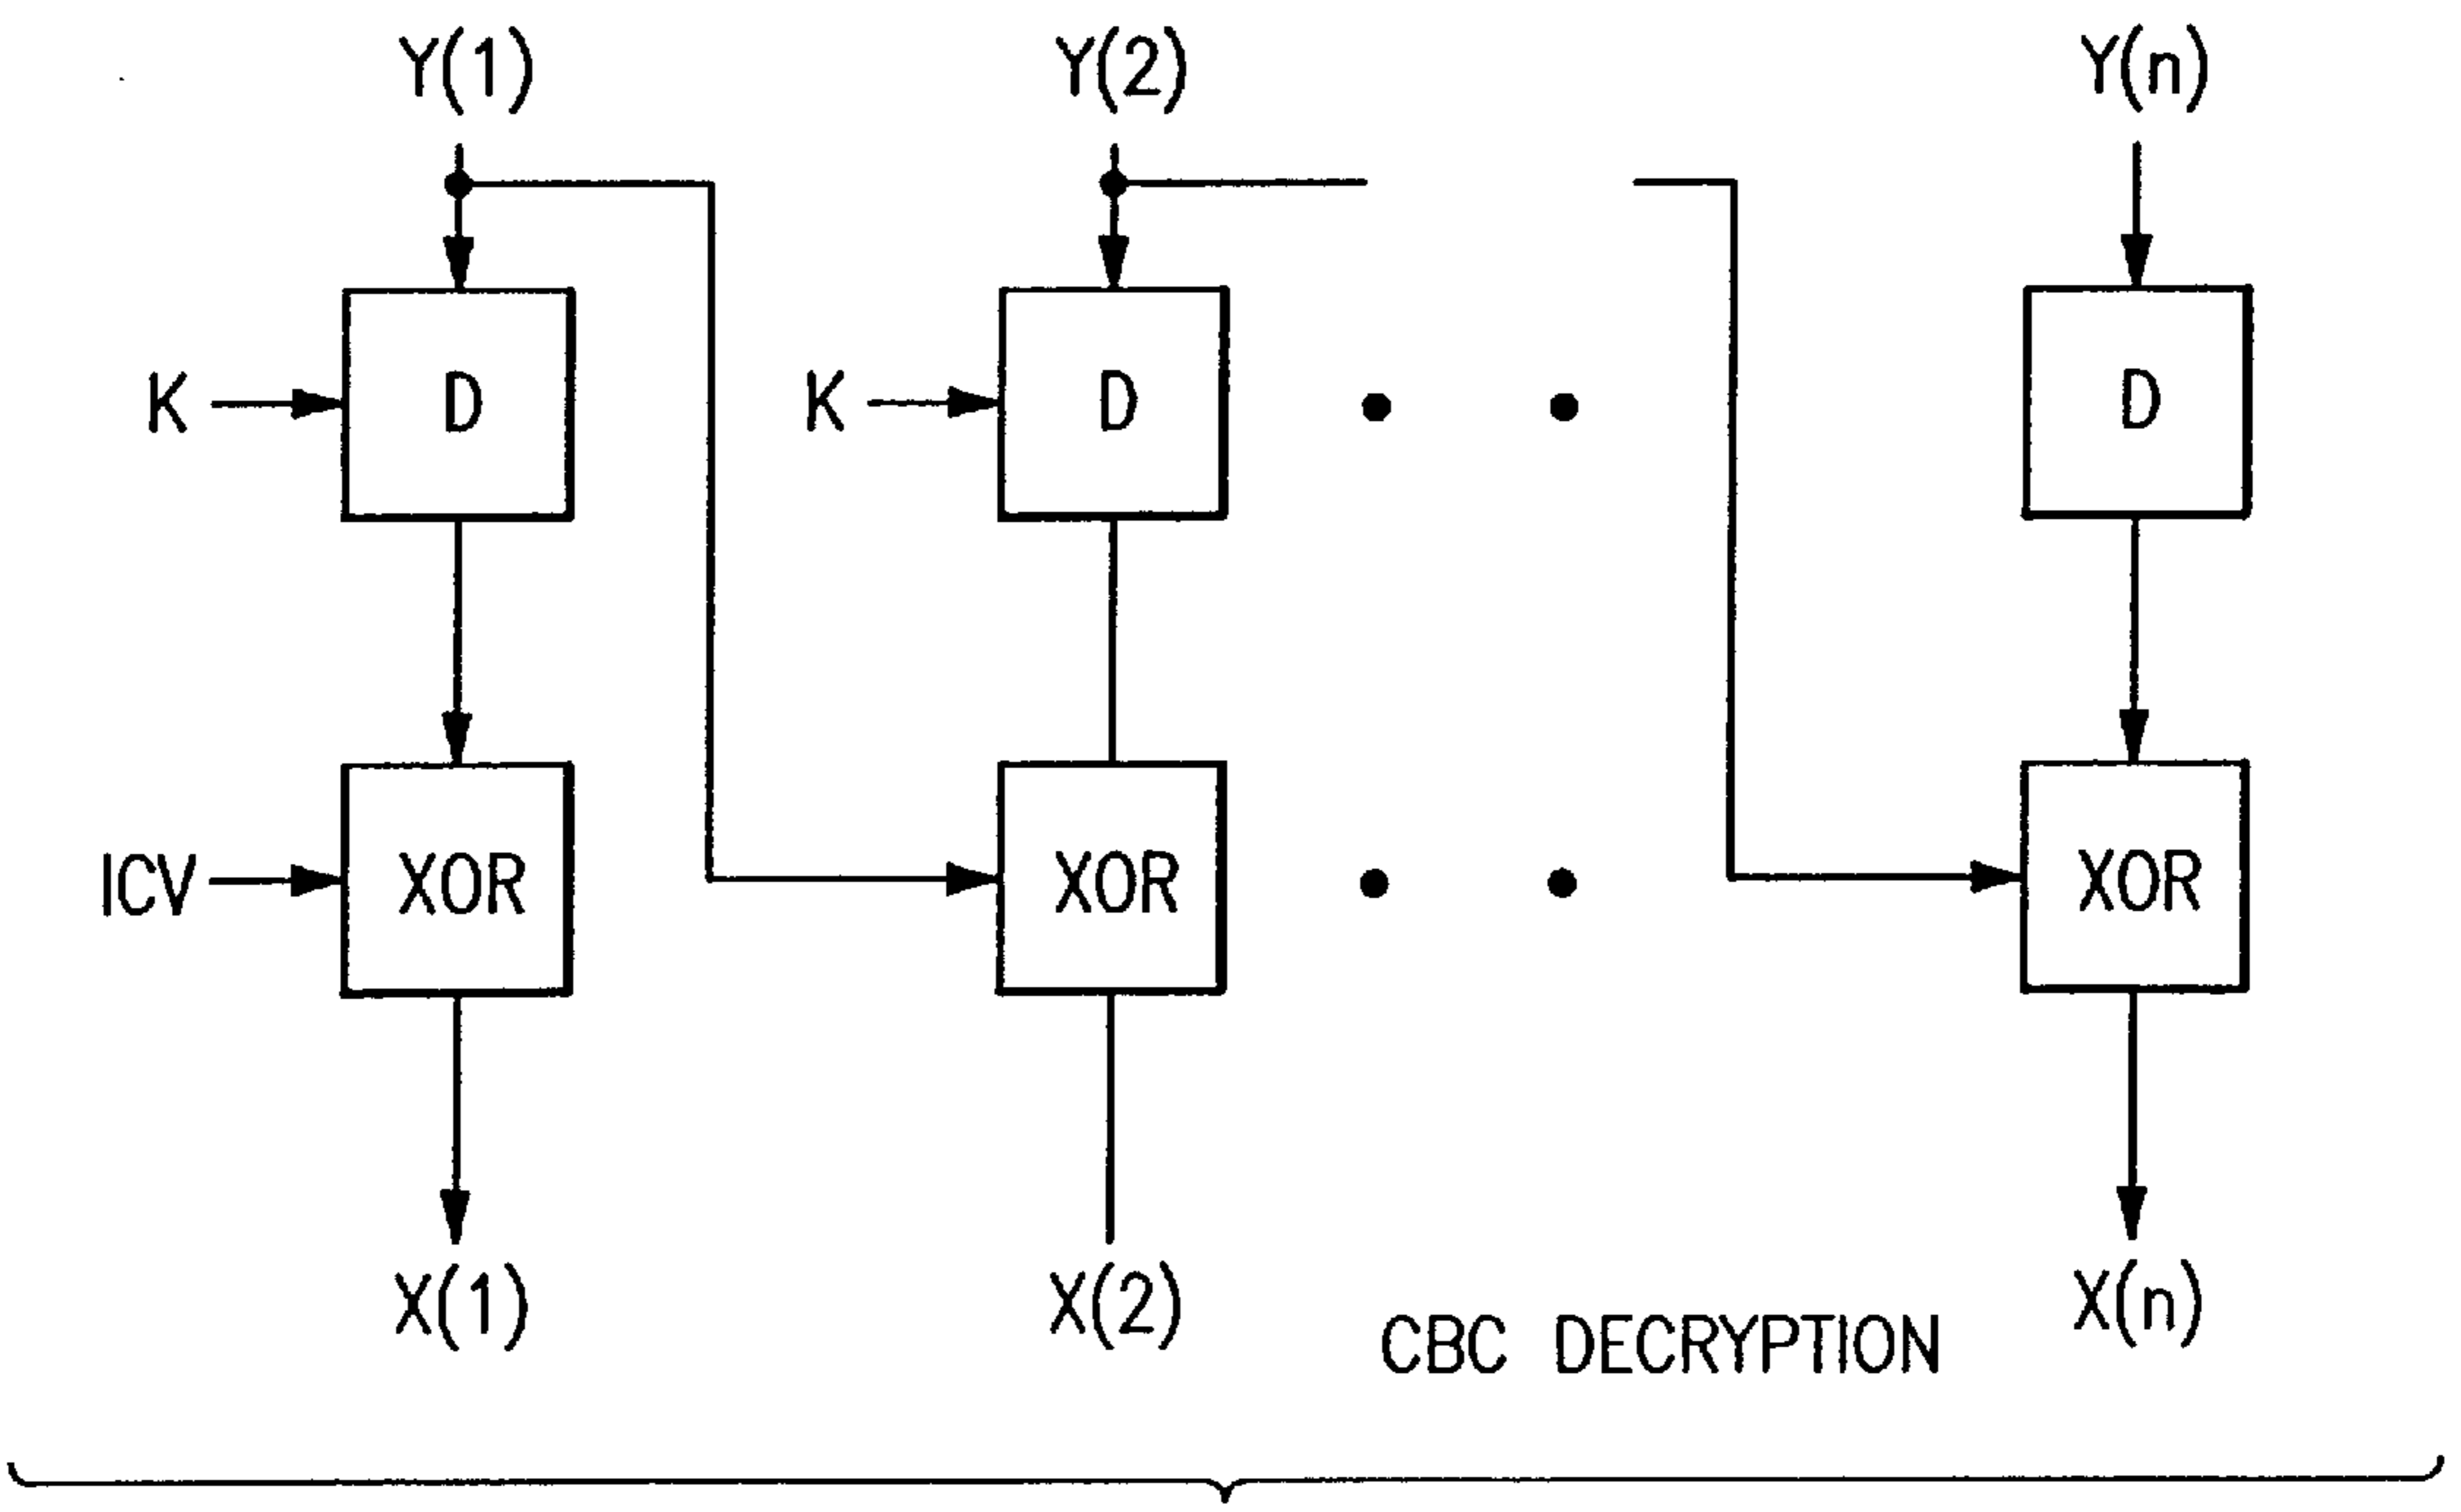 Y(1) Y(2) Y(n)
K D K D D
ICV XOR XOR XOR
X(1) X(2) X(n)
CBC DECRYPTION